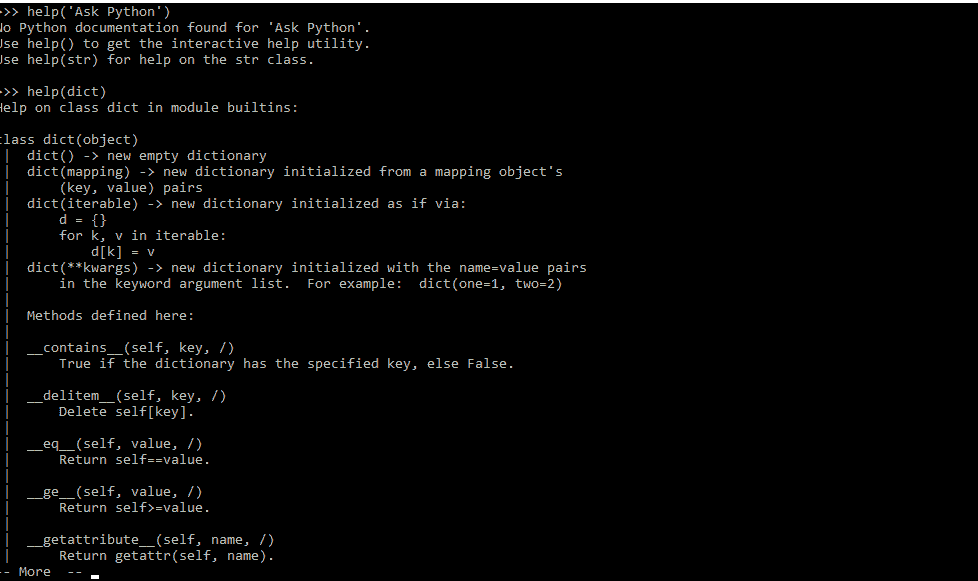 >>> help('Ask Python')
No Python documentation found for 'Ask Python'.
Use help() to get the interactive help utility.
Use help(str) for help on the str class.
>>> help(dict)
Help on class dict in module builtins:
class dict(object)
| dict() -> new empty dictionary
| dict(mapping) -> new dictionary initialized from a mapping object's
| (key, value) pairs
| dict(iterable) -> new dictionary initialized as if via:
| d = {}
| for k, v in iterable:
| d[k] = v
| dict(**kwargs) -> new dictionary initialized with the name=value pairs
| in the keyword argument list. For example: dict(one=1, two=2)
|
| Methods defined here:
|
| __contains__(self, key, /)
| True if the dictionary has the specified key, else False.
|
| __delitem__(self, key, /)
| Delete self[key].
|
| __eq__(self, value, /)
| Return self==value.
|
| __ge__(self, value, /)
| Return self>=value.
|
| __getattribute__(self, name, /)
| Return getattr(self, name).
-- More --